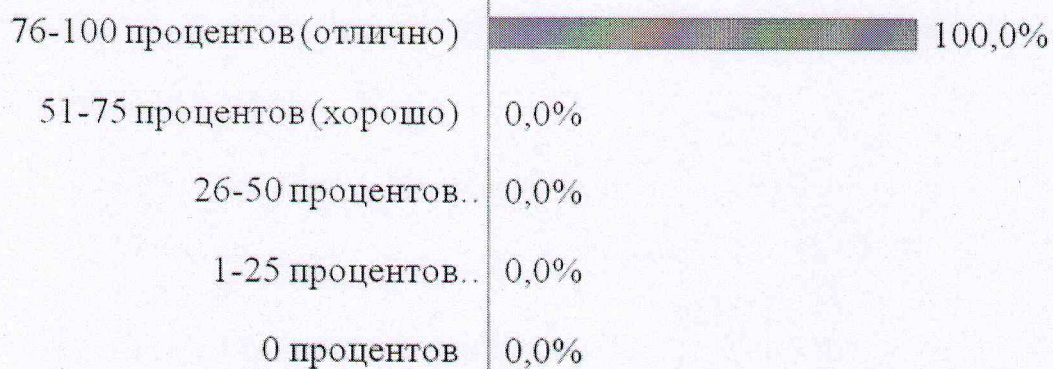 76-100 процентов (отлично) 100,0%
51-75 процентов (хорошо) 0,0%
26-50 процентов.. 0,0%
1-25 процентов.. 0,0%
0 процентов 0,0%